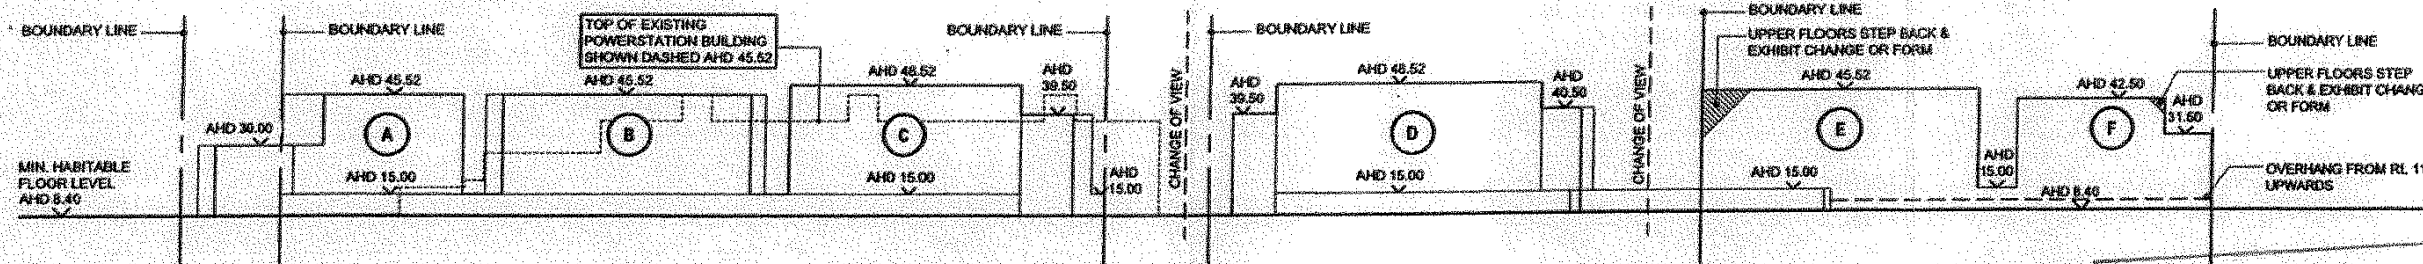 BOUNDARY LINE
BOUNDARY LINE
TOP OF EXISTING
POWERSTATION BUILDING
SHOWN DASHED AHD 45.52
BOUNDARY LINE
BOUNDARY LINE
BOUNDARY LINE
UPPER FLOORS STEP BACK &
EXHIBIT CHANGE OR FORM
BOUNDARY LINE
UPPER FLOORS STEP
BACK & EXHIBIT CHANG
OR FORM
AHD 45.52
AHD 45.52
AHD 48.52
AHD
39.50
CHANGE OF VIEW
AHD
39.50
AHD 48.52
AHD
40.50
CHANGE OF VIEW
AHD 45.52
AHD 42.50
AHD
31.50
AHD 30.00
A
B
C
D
E
F
MIN. HABITABLE
FLOOR LEVEL
AHD 8.40
AHD 15.00
AHD 15.00
AHD
15.00
AHD 15.00
AHD 15.00
AHD
15.00
AHD 8.40
OVERHANG FROM RL 11
UPWARDS